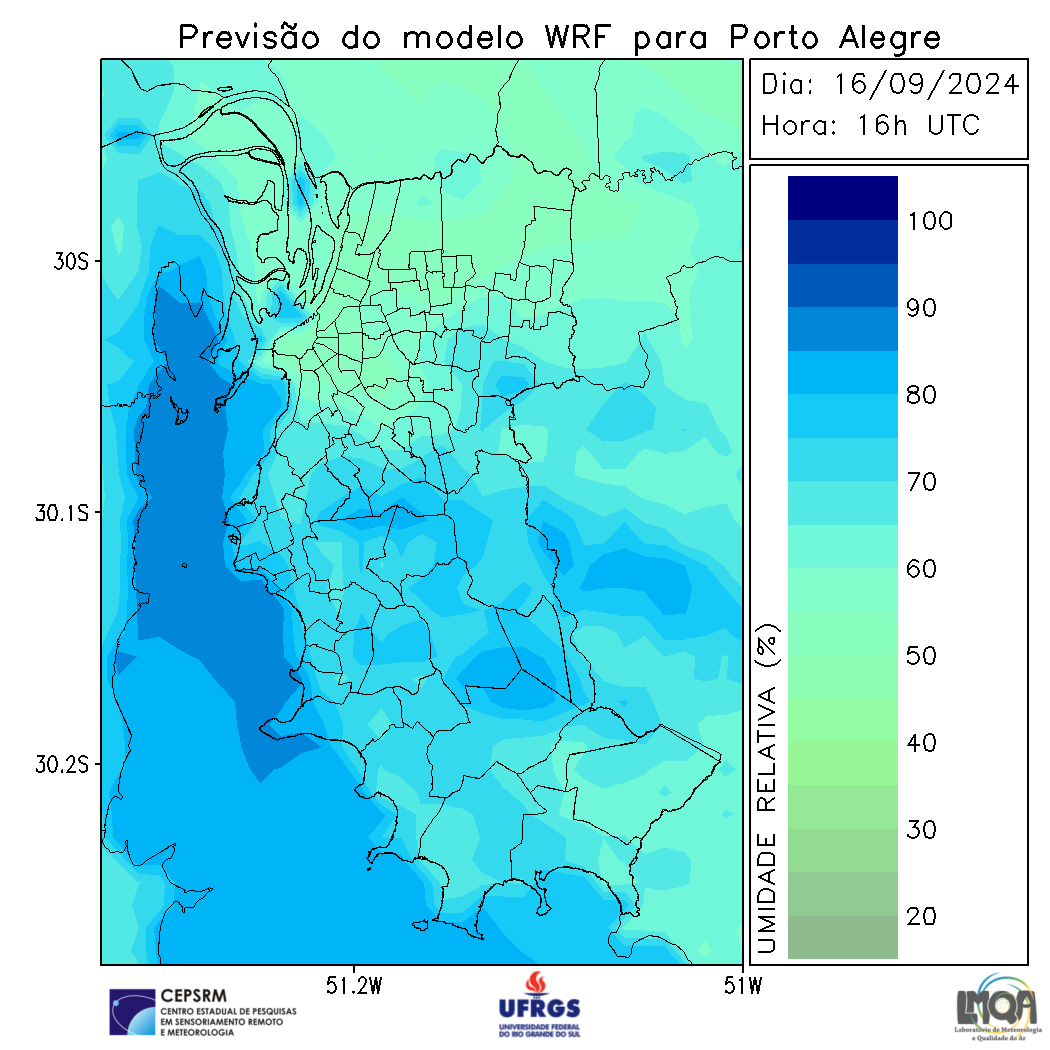 Previsão do modelo WRF para Porto Alegre
Dia: 16/09/2024
Hora: 16h UTC
30S
30.1S
30.2S
51.2W
51W
100
90
80
70
60
50
40
30
20
UMIDADE RELATIVA (%)
CEPSRM
CENTRO ESTADUAL DE PESQUISAS
EM SENSORIAMENTO REMOTO
E METEOROLOGIA
UFRGS
UNIVERSIDADE FEDERAL
DO RIO GRANDE DO SUL
LMQA
Laboratório de Meteorologia
e Qualidade do Ar